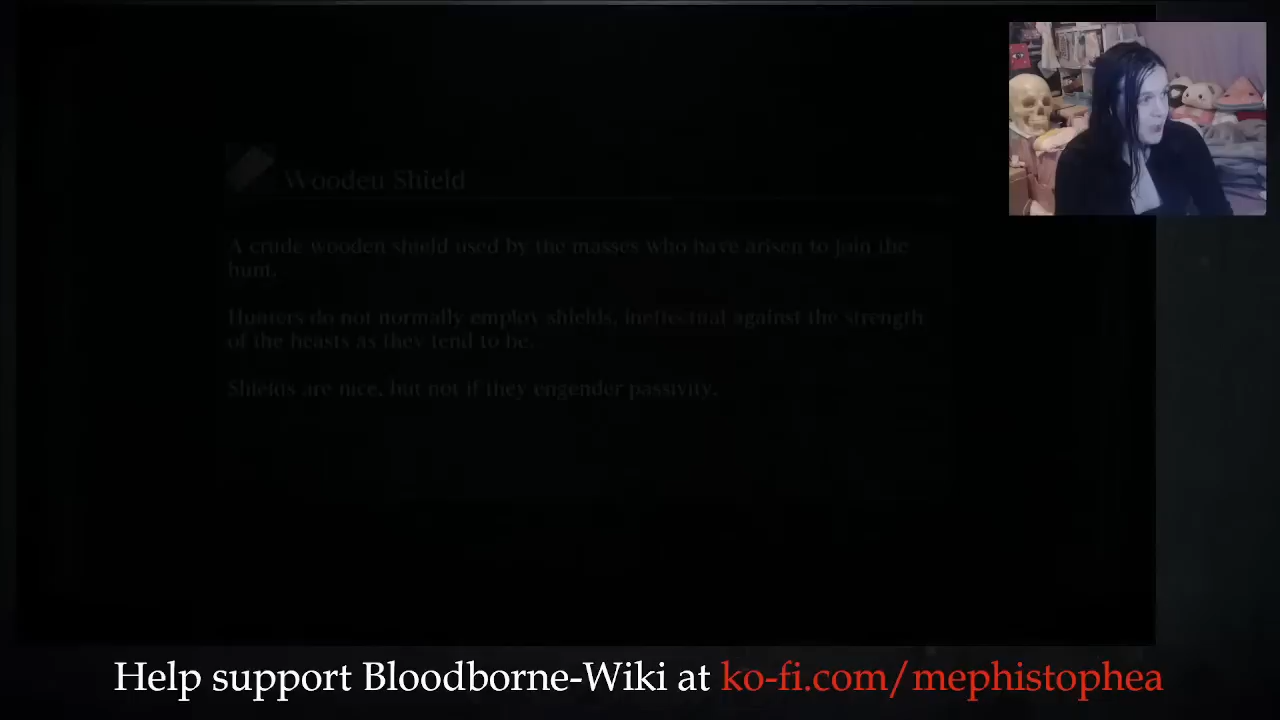 Wooden Shield
A crude wooden shield used by the masses who have arisen to join the
hunt.
Hunters do not normally employ shields, ineffectual against the strength
of the beasts as they tend to be.
Shields are nice, but not if they engender passivity.
Help support Bloodborne-Wiki at ko-fi.com/mephistophea